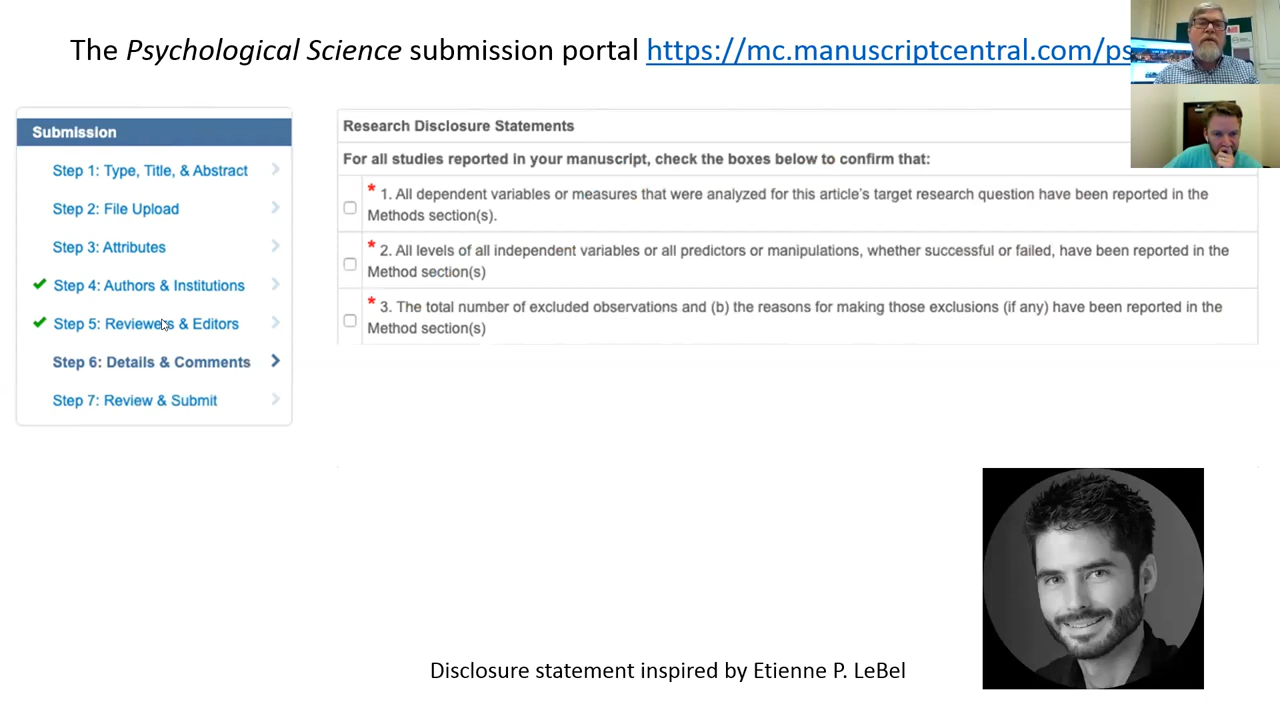 The Psychological Science submission portal https://mc.manuscriptcentral.com/ps
Submission
Step 1: Type, Title, & Abstract
Step 2: File Upload
Step 3: Attributes
Step 4: Authors & Institutions
Step 5: Reviewers & Editors
Step 6: Details & Comments
Step 7: Review & Submit
Research Disclosure Statements
For all studies reported in your manuscript, check the boxes below to confirm that:
* 1. All dependent variables or measures that were analyzed for this article's target research question have been reported in the
Methods section(s).
* 2. All levels of all independent variables or all predictors or manipulations, whether successful or failed, have been reported in the
Method section(s)
* 3. The total number of excluded observations and (b) the reasons for making those exclusions (if any) have been reported in the
Method section(s)
Disclosure statement inspired by Etienne P. LeBel